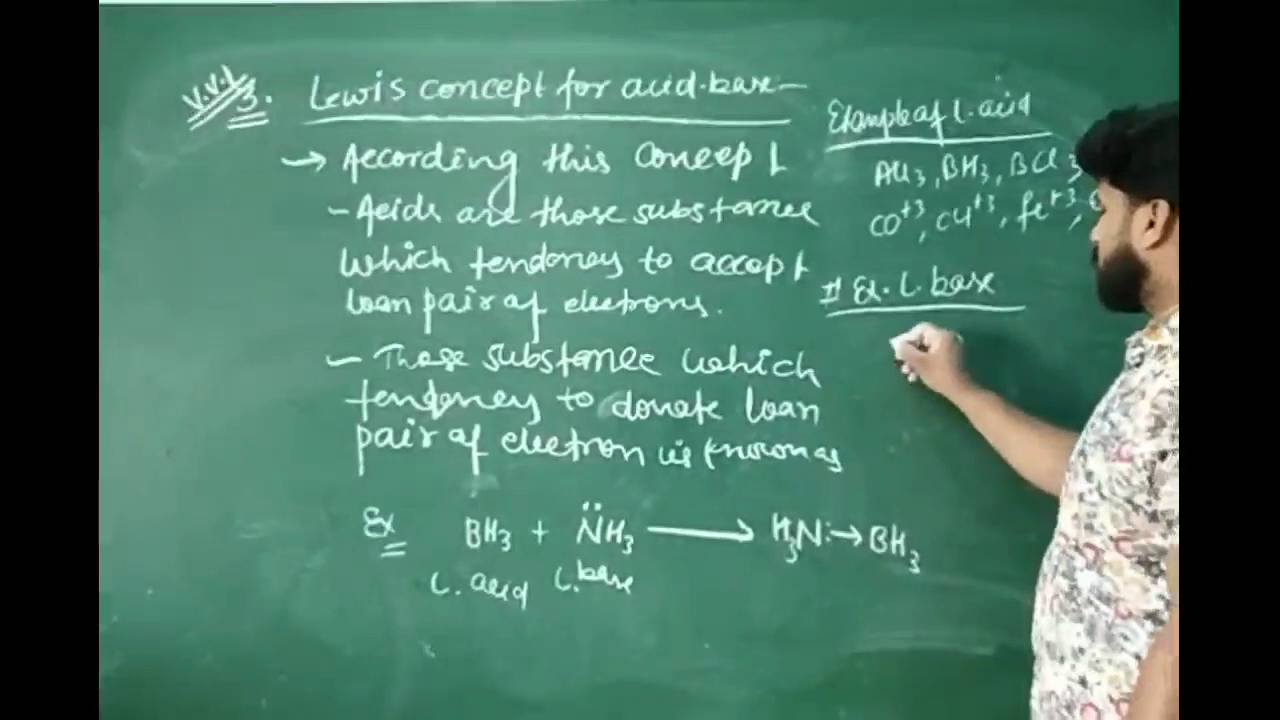 V.V.I 3. Lewis concept for acid-base-
→ According this Concept
- Acids are those substance
which tendency to accept
loan pair of electrons.
- Those substance which
tendency to donate loan
pair of electron is known as
Ex BH3 + N̈H3 ⟶ H3N:→BH3
L. acid L. base
Example of L. acid
AlCl3, BH3, BCl3
CO+3, Cu+3, fe+3,
# Ex. L. base